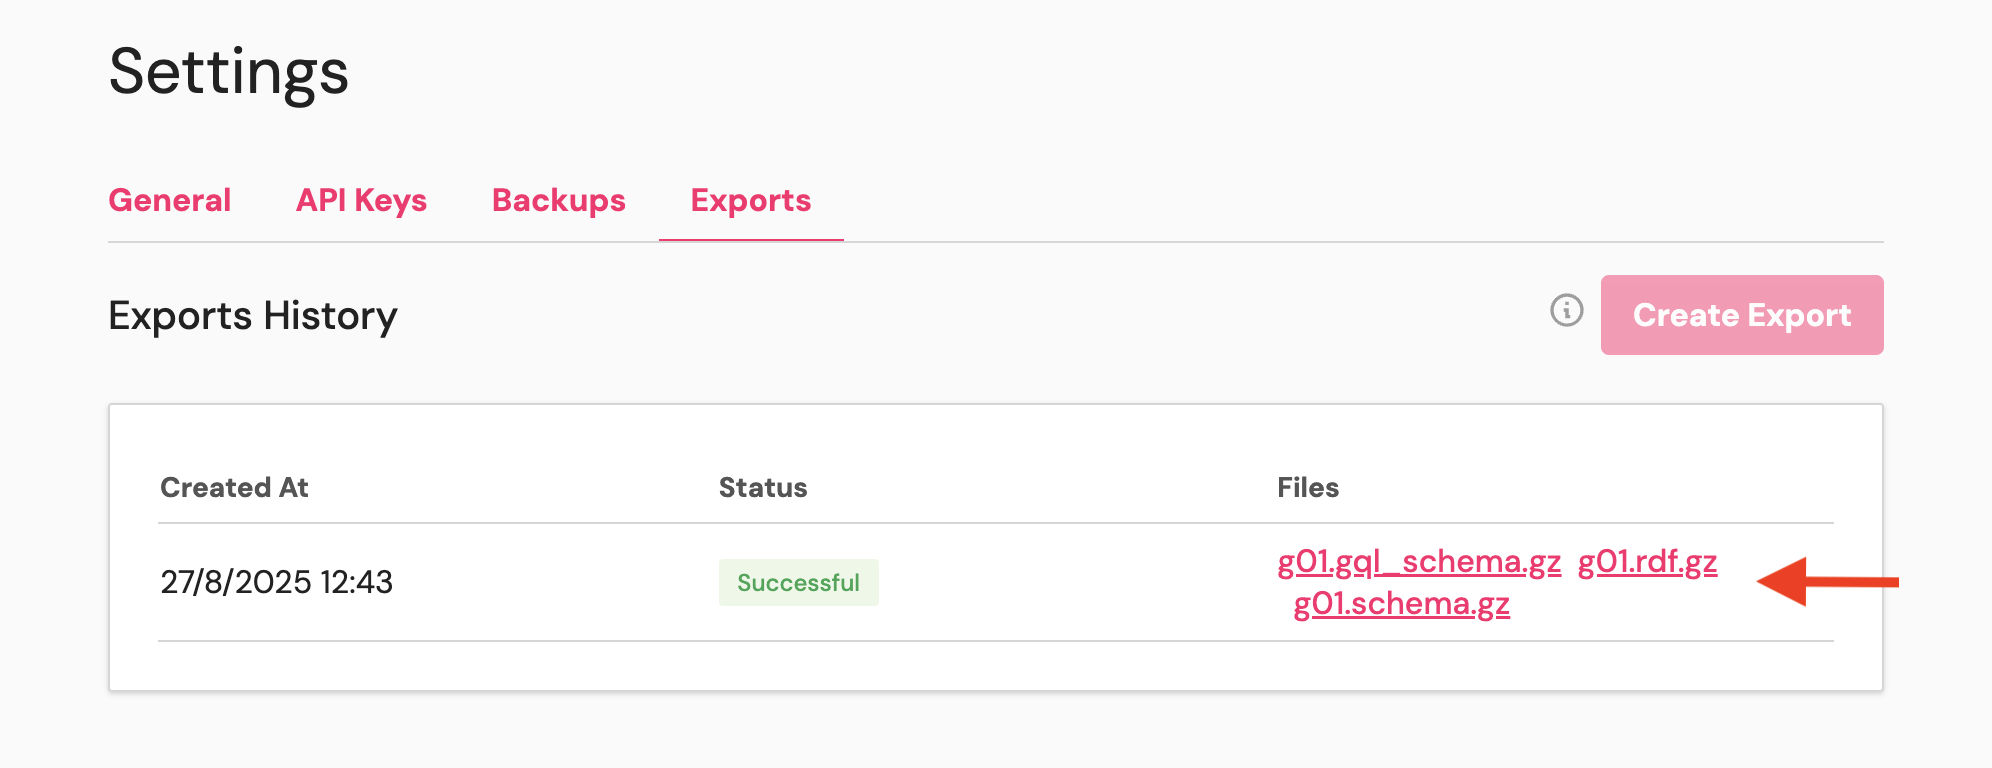 Settings
General API Keys Backups Exports
Exports History
Create Export
Created At Status Files
27/8/2025 12:43 Successful g01.gql_schema.gz g01.rdf.gz
g01.schema.gz